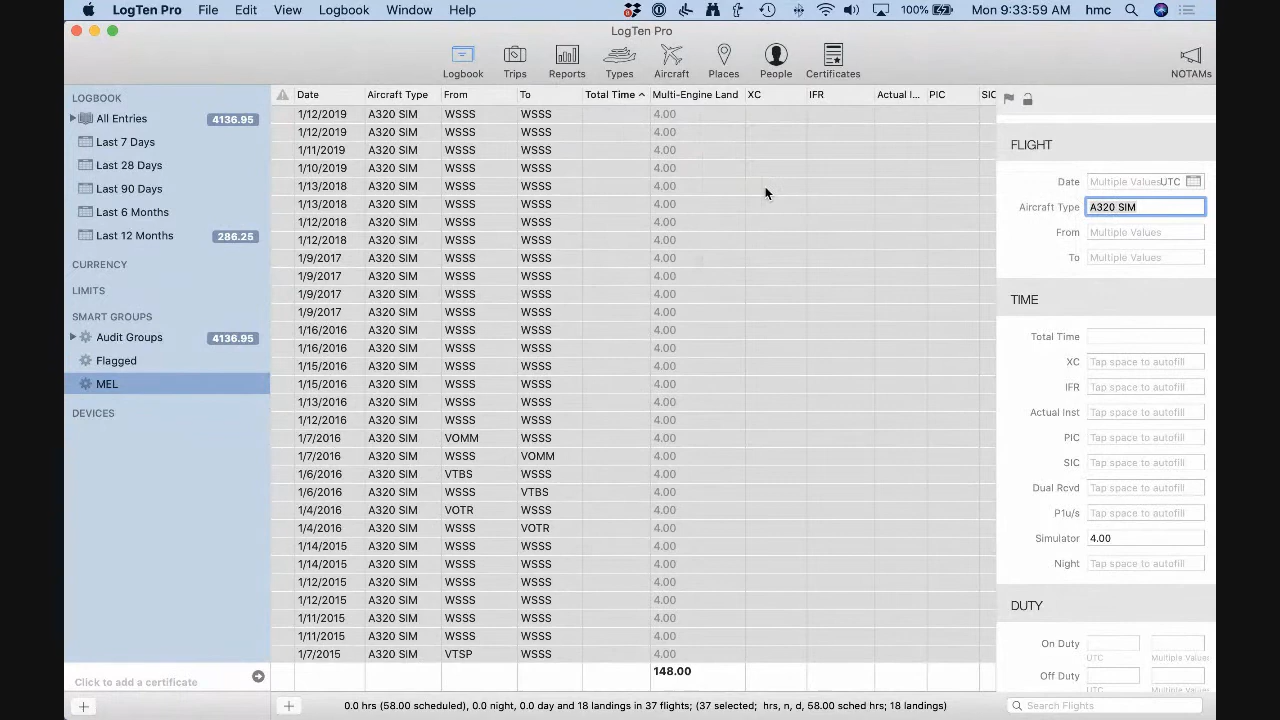 LogTen Pro File Edit View Logbook Window Help 100% Mon 9:33:59 AM hmc
LogTen Pro
Logbook Trips Reports Types Aircraft Places People Certificates NOTAMs
LOGBOOK
All Entries 4136.95
Last 7 Days
Last 28 Days
Last 90 Days
Last 6 Months
Last 12 Months 286.25
CURRENCY
LIMITS
SMART GROUPS
Audit Groups 4136.95
Flagged
MEL
DEVICES
Click to add a certificate
Date Aircraft Type From To Total Time Multi-Engine Land XC IFR Actual I... PIC SIC
1/12/2019 A320 SIM WSSS WSSS 4.00
1/12/2019 A320 SIM WSSS WSSS 4.00
1/11/2019 A320 SIM WSSS WSSS 4.00
1/10/2019 A320 SIM WSSS WSSS 4.00
1/13/2018 A320 SIM WSSS WSSS 4.00
1/13/2018 A320 SIM WSSS WSSS 4.00
1/12/2018 A320 SIM WSSS WSSS 4.00
1/12/2018 A320 SIM WSSS WSSS 4.00
1/9/2017 A320 SIM WSSS WSSS 4.00
1/9/2017 A320 SIM WSSS WSSS 4.00
1/9/2017 A320 SIM WSSS WSSS 4.00
1/9/2017 A320 SIM WSSS WSSS 4.00
1/16/2016 A320 SIM WSSS WSSS 4.00
1/16/2016 A320 SIM WSSS WSSS 4.00
1/15/2016 A320 SIM WSSS WSSS 4.00
1/15/2016 A320 SIM WSSS WSSS 4.00
1/13/2016 A320 SIM WSSS WSSS 4.00
1/12/2016 A320 SIM WSSS WSSS 4.00
1/7/2016 A320 SIM VOMM WSSS 4.00
1/7/2016 A320 SIM WSSS VOMM 4.00
1/6/2016 A320 SIM VTBS WSSS 4.00
1/6/2016 A320 SIM WSSS VTBS 4.00
1/4/2016 A320 SIM VOTR WSSS 4.00
1/4/2016 A320 SIM WSSS VOTR 4.00
1/14/2015 A320 SIM WSSS WSSS 4.00
1/14/2015 A320 SIM WSSS WSSS 4.00
1/12/2015 A320 SIM WSSS WSSS 4.00
1/12/2015 A320 SIM WSSS WSSS 4.00
1/11/2015 A320 SIM WSSS WSSS 4.00
1/11/2015 A320 SIM WSSS WSSS 4.00
1/7/2015 A320 SIM VTSP WSSS 4.00
148.00
0.0 hrs (58.00 scheduled), 0.0 night, 0.0 day and 18 landings in 37 flights; (37 selected; hrs, n, d, 58.00 sched hrs; 18 landings)
FLIGHT
Date Multiple Values UTC
Aircraft Type A320 SIM
From Multiple Values
To Multiple Values
TIME
Total Time
XC Tap space to autofill
IFR Tap space to autofill
Actual Inst Tap space to autofill
PIC Tap space to autofill
SIC Tap space to autofill
Dual Rcvd Tap space to autofill
P1u/s Tap space to autofill
Simulator 4.00
Night Tap space to autofill
DUTY
On Duty
UTC Multiple Values
Off Duty
UTC Multiple Values
Search Flights